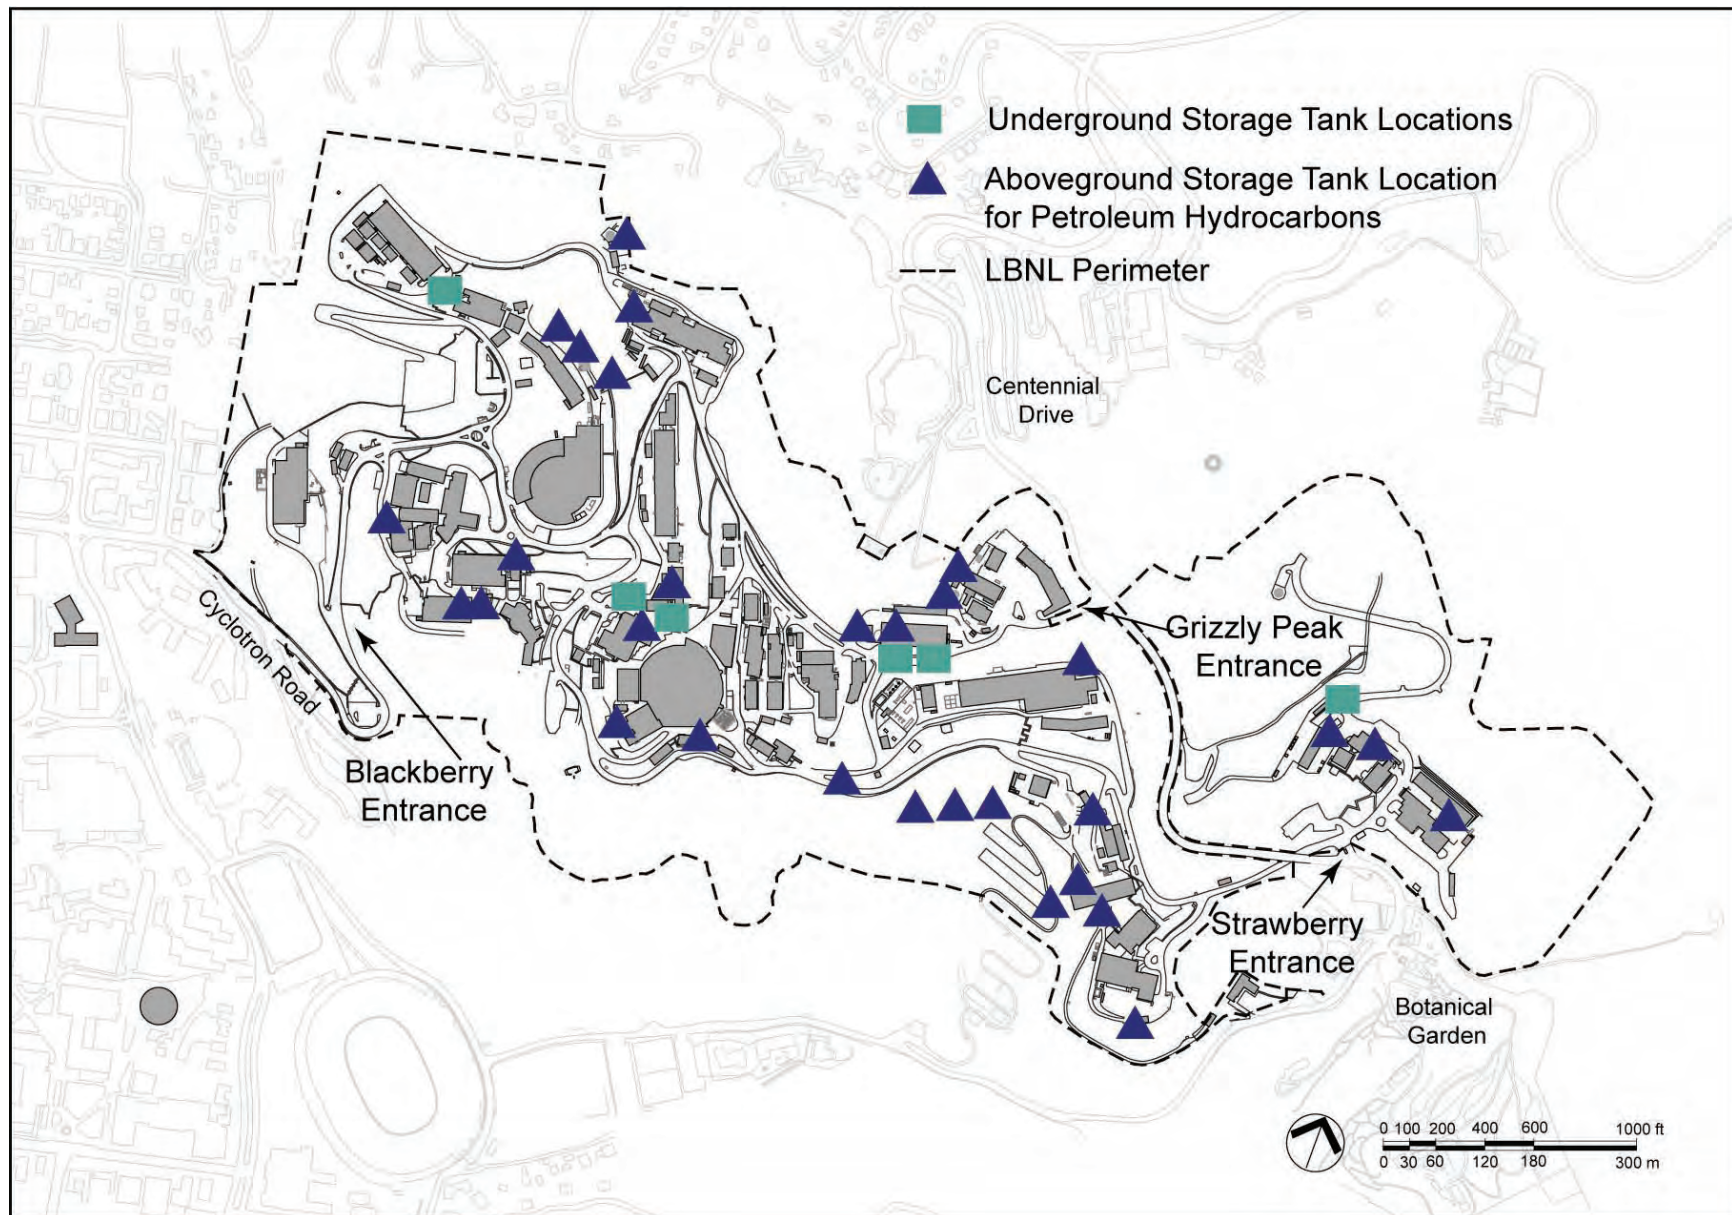 Underground Storage Tank Locations
Aboveground Storage Tank Location
for Petroleum Hydrocarbons
LBNL Perimeter
Centennial
Drive
Cyclotron Road
Grizzly Peak
Entrance
Blackberry
Entrance
Strawberry
Entrance
Botanical
Garden
0 100 200 400 600 1000 ft
0 30 60 120 180 300 m